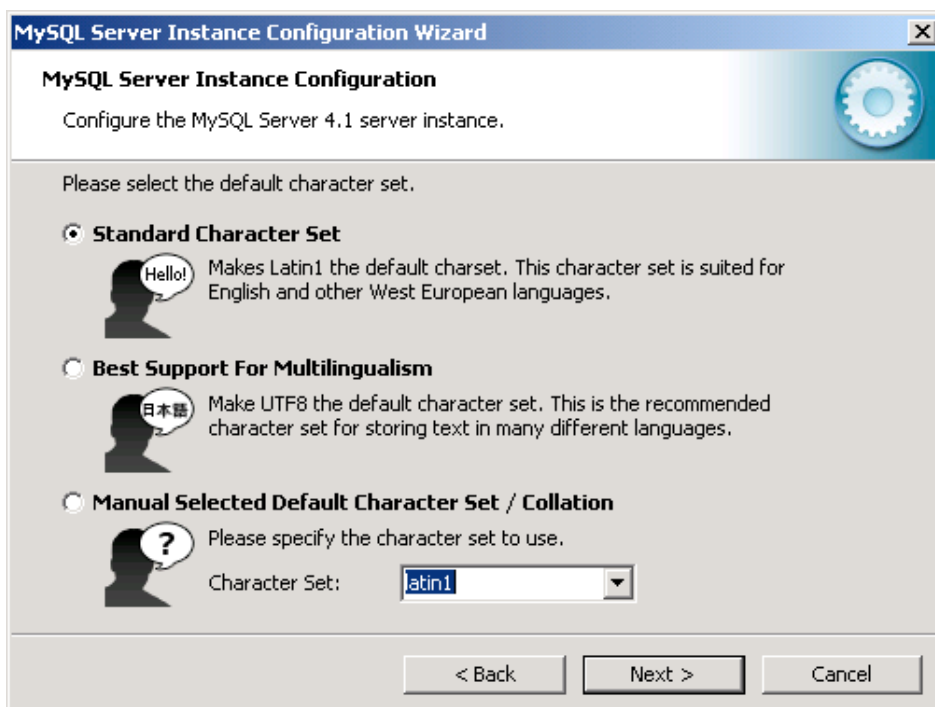 MySQL Server Instance Configuration Wizard
MySQL Server Instance Configuration
Configure the MySQL Server 4.1 server instance.
Please select the default character set.
Standard Character Set
Hello!
Makes Latin1 the default charset. This character set is suited for
English and other West European languages.
Best Support For Multilingualism
日本語
Make UTF8 the default character set. This is the recommended
character set for storing text in many different languages.
Manual Selected Default Character Set / Collation
?
Please specify the character set to use.
Character Set: latin1
< Back Next > Cancel